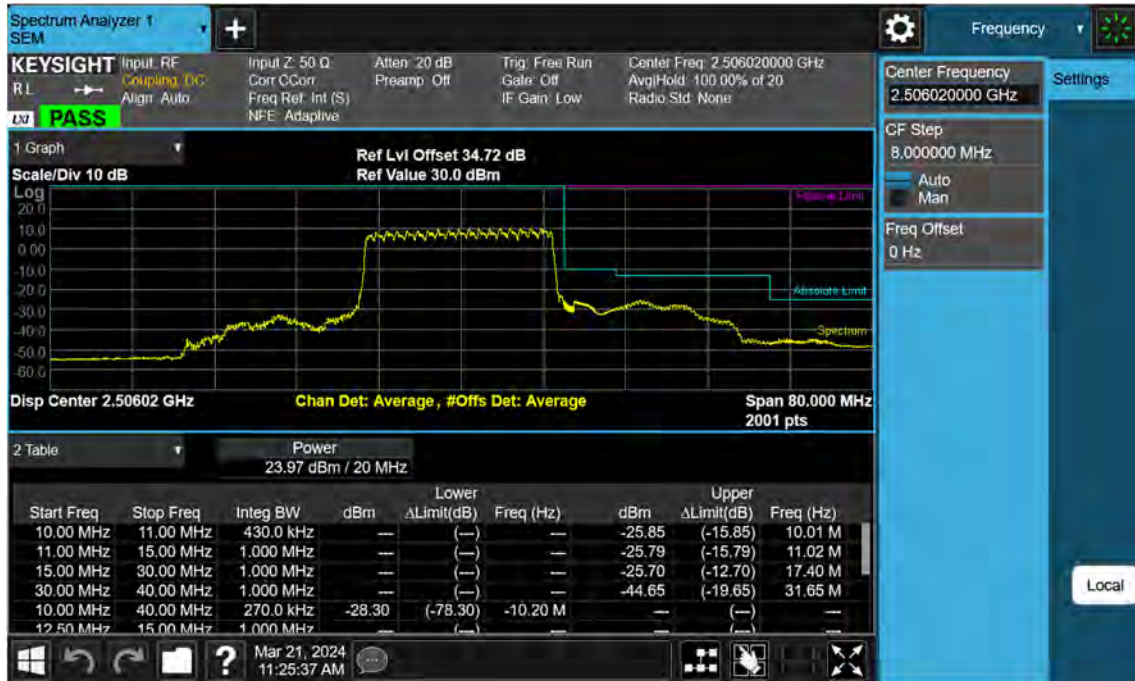 Spectrum Analyzer 1
SEM
Frequency
KEYSIGHT
R L
LXI
PASS
Input: RF
Coupling: DC
Align: Auto
Input Z: 50 Ω
Corr CCorr
Freq Ref: Int (S)
NFE: Adaptive
Atten: 20 dB
Preamp: Off
Trig: Free Run
Gate: Off
IF Gain: Low
Center Freq: 2.506020000 GHz
Avg|Hold: 100.00% of 20
Radio Std: None
Center Frequency
2.506020000 GHz
Settings
CF Step
8.000000 MHz
Auto
Man
Freq Offset
0 Hz
1 Graph
Scale/Div 10 dB
Ref Lvl Offset 34.72 dB
Ref Value 30.0 dBm
Log
20.0
10.0
0.00
-10.0
-20.0
-30.0
-40.0
-50.0
-60.0
Relative Limit
Absolute Limit
Spectrum
Disp Center 2.50602 GHz
Chan Det: Average, #Offs Det: Average
Span 80.000 MHz
2001 pts
2 Table
Power
23.97 dBm / 20 MHz
Lower Upper
Start Freq Stop Freq Integ BW dBm ΔLimit(dB) Freq (Hz) dBm ΔLimit(dB) Freq (Hz)
10.00 MHz 11.00 MHz 430.0 kHz --- (---) --- -25.85 (-15.85) 10.01 M
11.00 MHz 15.00 MHz 1.000 MHz --- (---) --- -25.79 (-15.79) 11.02 M
15.00 MHz 30.00 MHz 1.000 MHz --- (---) --- -25.70 (-12.70) 17.40 M
30.00 MHz 40.00 MHz 1.000 MHz --- (---) --- -44.65 (-19.65) 31.65 M
10.00 MHz 40.00 MHz 270.0 kHz -28.30 (-78.30) -10.20 M --- (---) ---
12.50 MHz 15.00 MHz 1.000 MHz --- (---) --- --- (---) ---
Local
?
Mar 21, 2024
11:25:37 AM